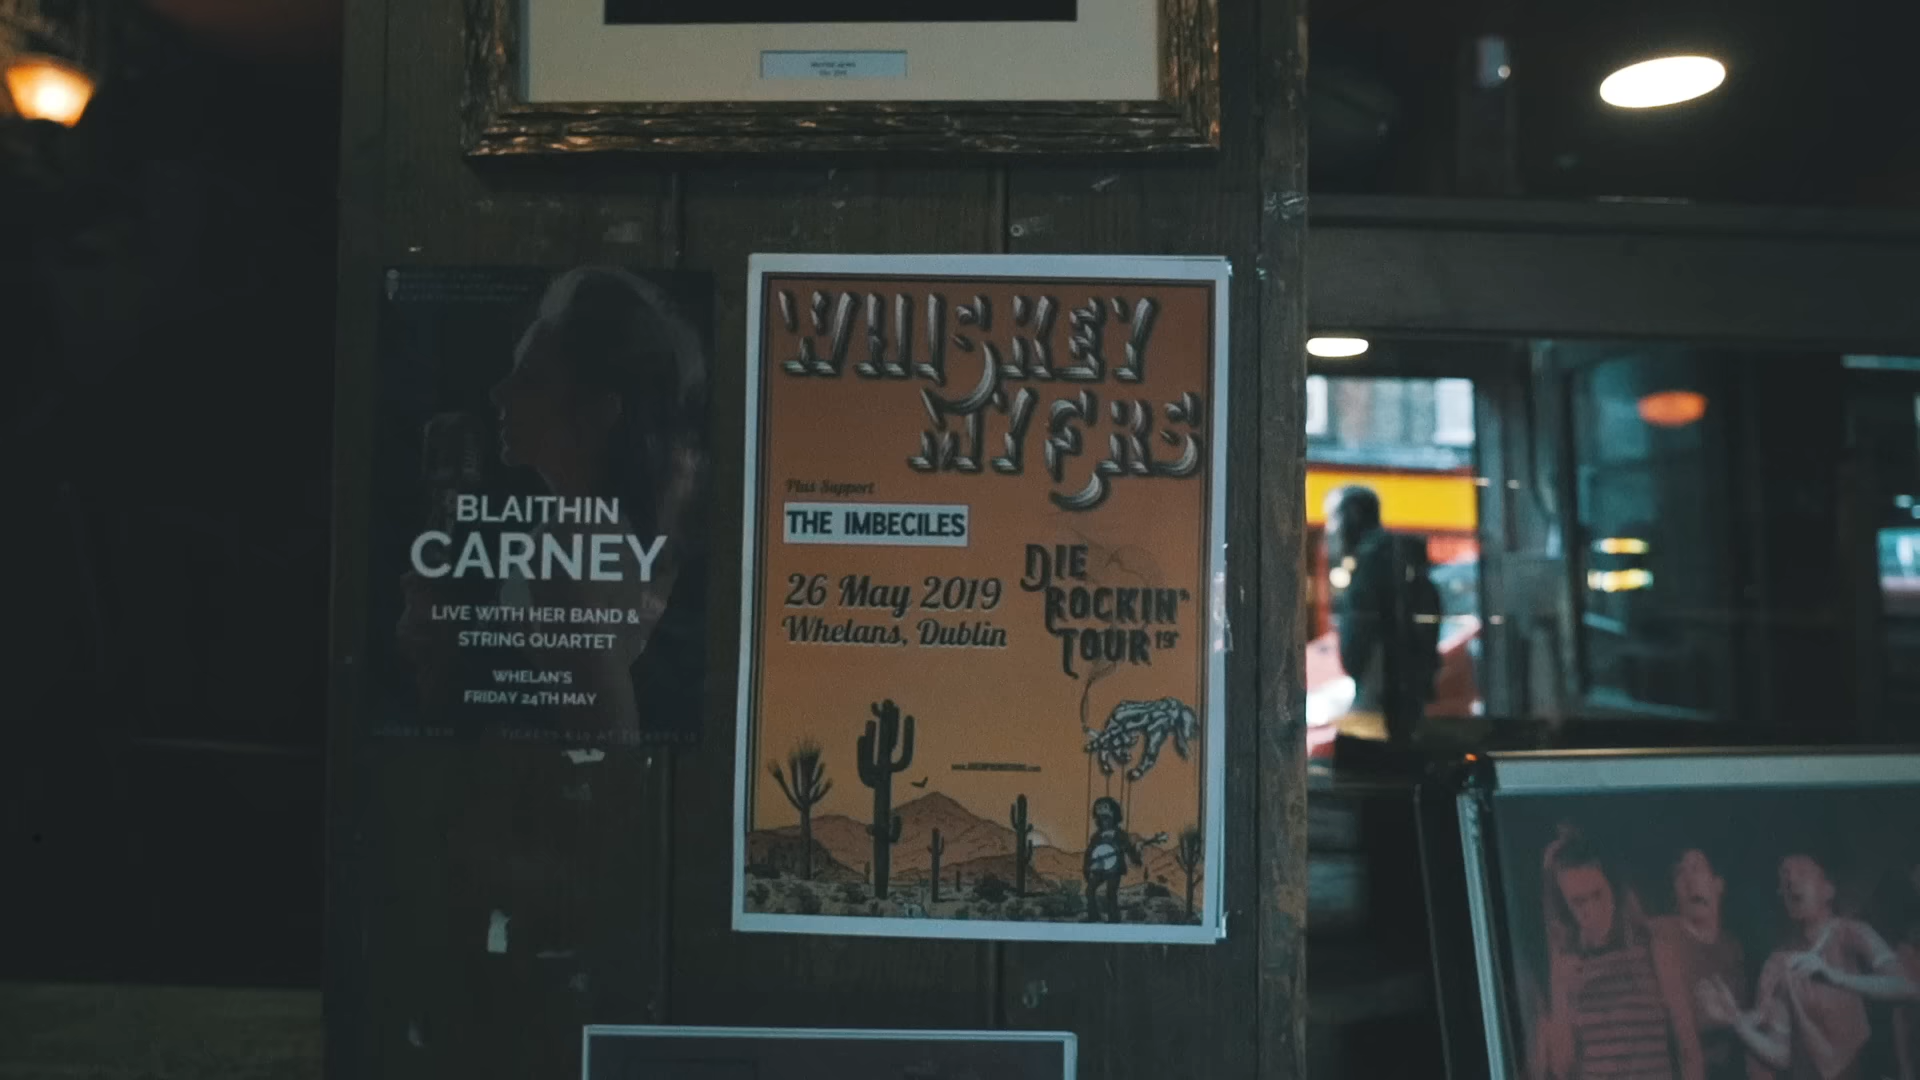 BLAITHIN
CARNEY
LIVE WITH HER BAND &
STRING QUARTET
WHELAN'S
FRIDAY 24TH MAY
WHISKEY
MYERS
Plus Support
THE IMBECILES
26 May 2019
Whelans, Dublin
DIE
ROCKIN'
TOUR 19'